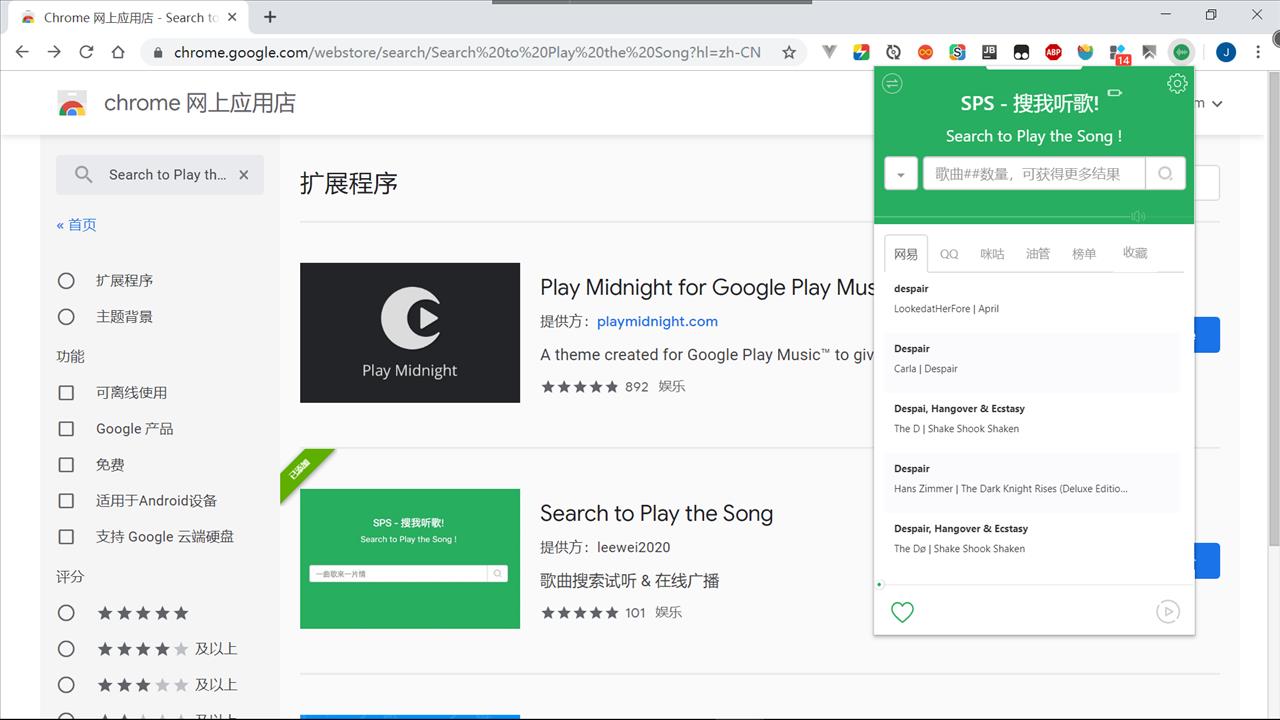 Chrome 网上应用店 - Search to
chrome.google.com/webstore/search/Search%20to%20Play%20the%20Song?hl=zh-CN
JB
ABP
14
J
chrome 网上应用店
m
Search to Play th...
« 首页
扩展程序
主题背景
功能
可离线使用
Google 产品
免费
适用于Android设备
支持 Google 云端硬盘
评分
及以上
及以上
及以上
扩展程序
Play Midnight
Play Midnight for Google Play Mus
提供方：playmidnight.com
A theme created for Google Play Music™ to giv
892 娱乐
已添加
SPS - 搜我听歌!
Search to Play the Song !
一曲歌来一片情
Search to Play the Song
提供方：leewei2020
歌曲搜索试听 & 在线广播
101 娱乐
SPS - 搜我听歌!
Search to Play the Song !
歌曲##数量，可获得更多结果
网易 QQ 咪咕 油管 榜单 收藏
despair
LookedatHerFore | April
Despair
Carla | Despair
Despai, Hangover & Ecstasy
The D | Shake Shook Shaken
Despair
Hans Zimmer | The Dark Knight Rises (Deluxe Editio...
Despair, Hangover & Ecstasy
The Dø | Shake Shook Shaken